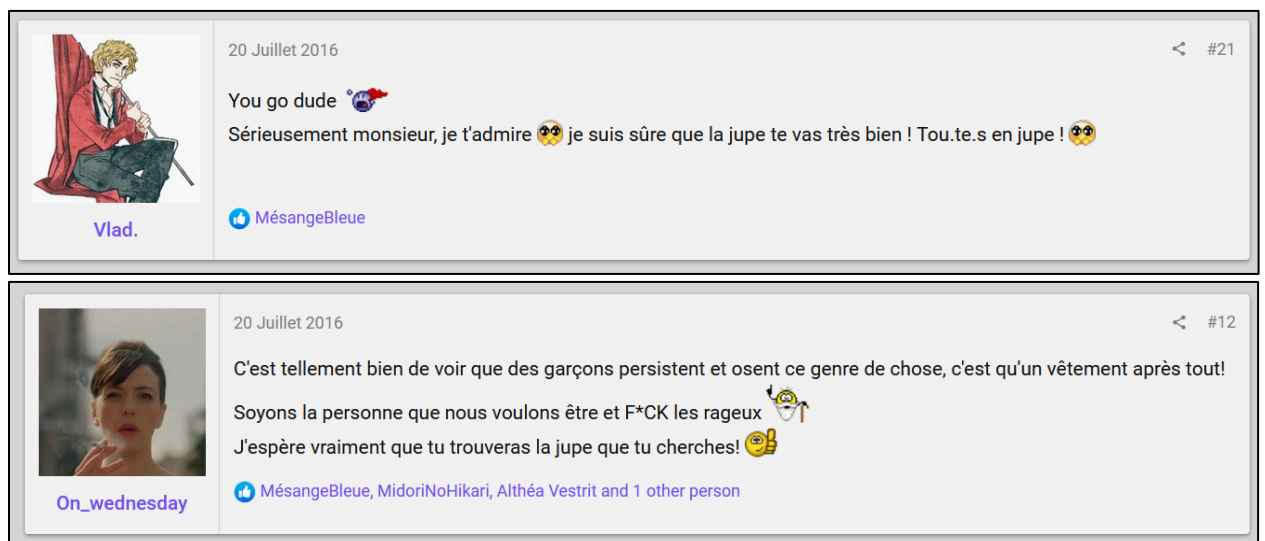 20 Juillet 2016
#21
You go dude
Sérieusement monsieur, je t'admire je suis sûre que la jupe te vas très bien ! Tou.te.s en jupe !
MésangeBleue
Vlad.
20 Juillet 2016
#12
C'est tellement bien de voir que des garçons persistent et osent ce genre de chose, c'est qu'un vêtement après tout!
Soyons la personne que nous voulons être et F*CK les rageux
J'espère vraiment que tu trouveras la jupe que tu cherches!
MésangeBleue, MidoriNoHikari, Althéa Vestrit and 1 other person
On_wednesday